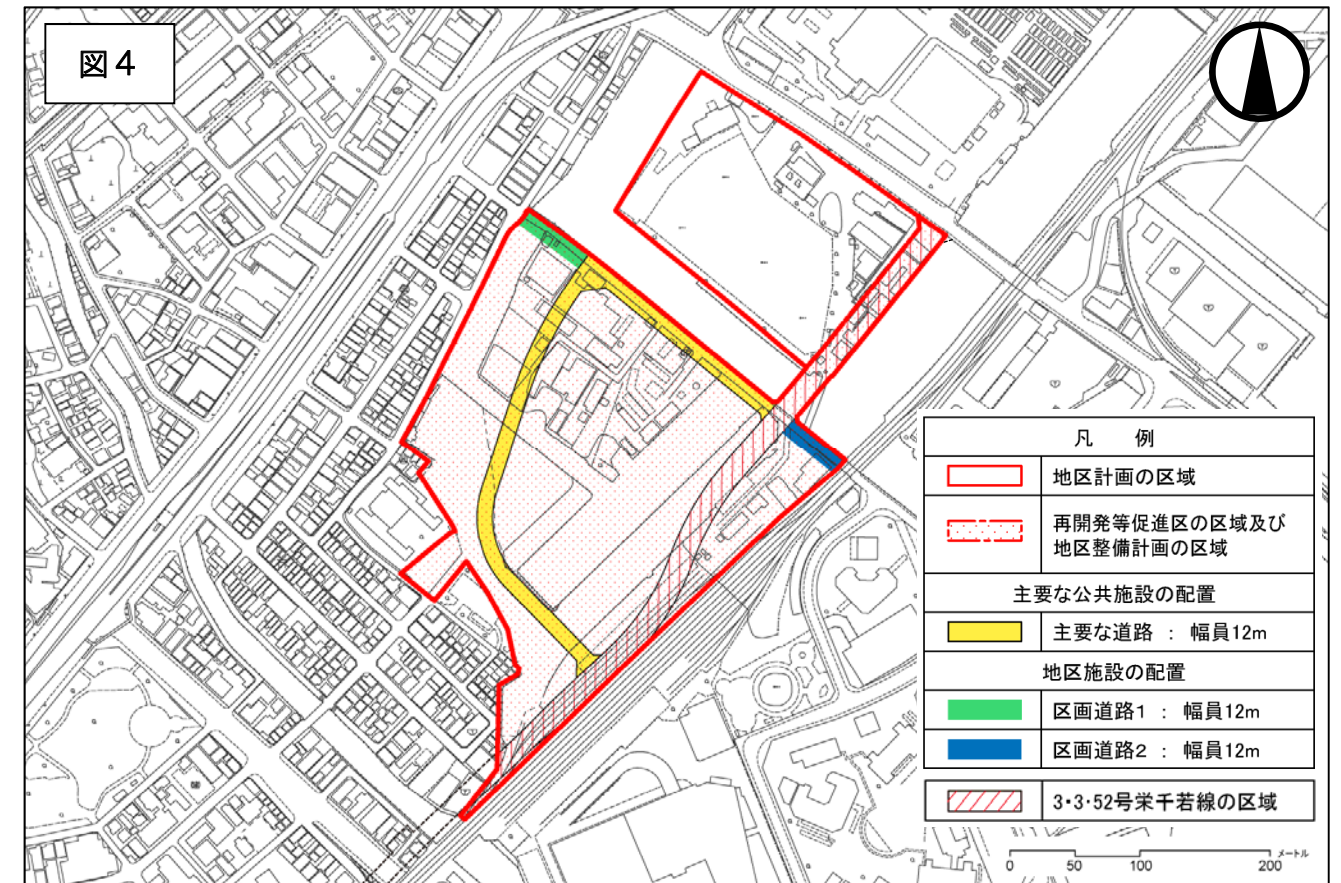 図4
凡 例
地区計画の区域
再開発等促進区の区域及び
地区整備計画の区域
主要な公共施設の配置
主要な道路 : 幅員12m
地区施設の配置
区画道路1 : 幅員12m
区画道路2 : 幅員12m
3・3・52号栄千若線の区域
メートル
0 50 100 200